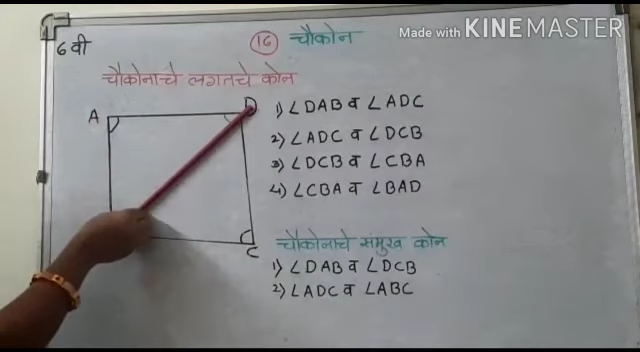 Made with KINEMASTER
6 वी
16 चौकोन
चौकोनाचे लगतचे कोन
A
D
C
1) ∠DAB व ∠ADC
2) ∠ADC व ∠DCB
3) ∠DCB व ∠CBA
4) ∠CBA व ∠BAD
चौकोनाचे संमुख कोन
1) ∠DAB व ∠DCB
2) ∠ADC व ∠ABC